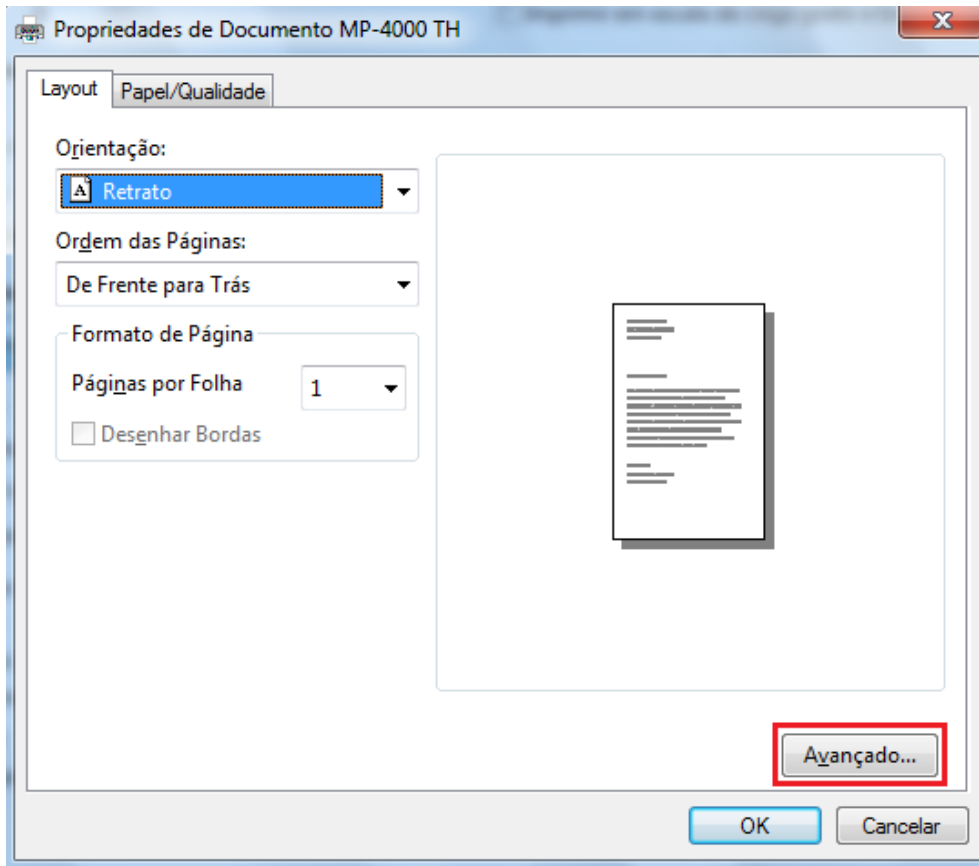 Propriedades de Documento MP-4000 TH
Layout
Papel/Qualidade
Orientação:
Retrato
Ordem das Páginas:
De Frente para Trás
Formato de Página
Páginas por Folha
1
Desenhar Bordas
Avançado...
OK
Cancelar